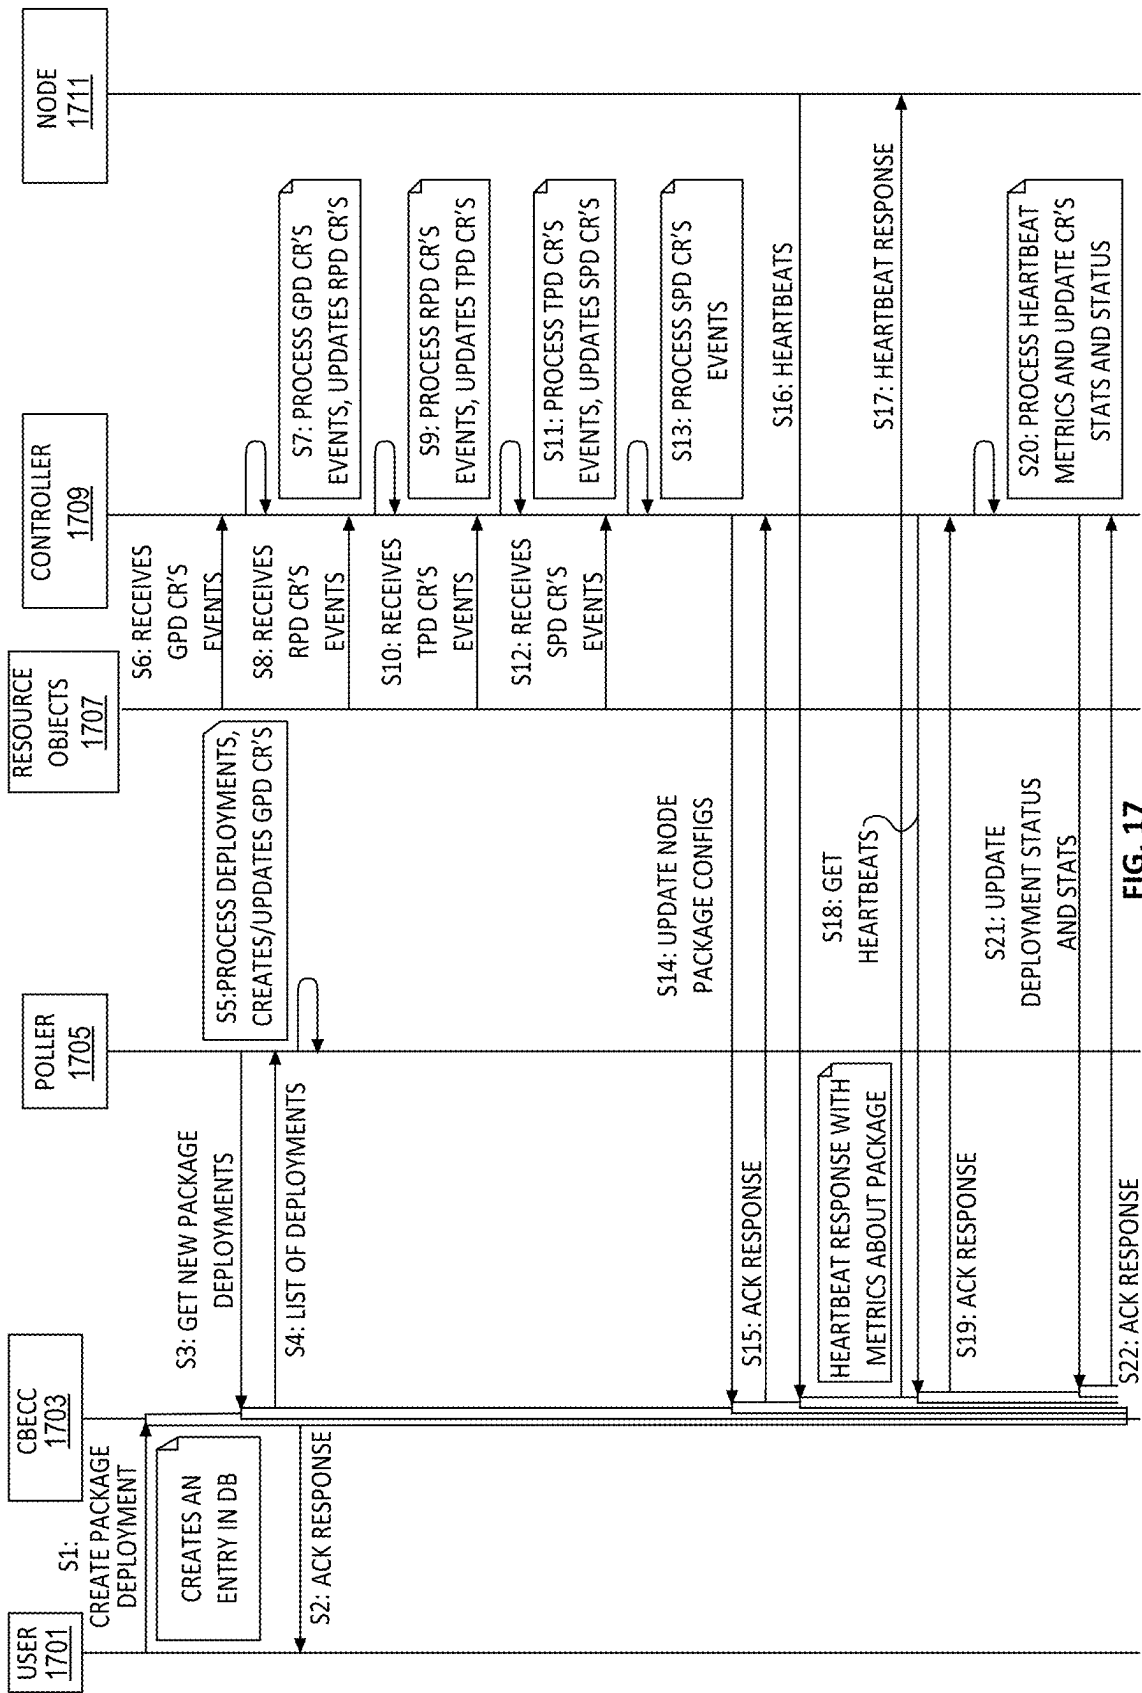 USER
1701
CBECC
1703
POLLER
1705
RESOURCE
OBJECTS
1707
CONTROLLER
1709
NODE
1711
S1:
CREATE PACKAGE
DEPLOYMENT
CREATES AN
ENTRY IN DB
S2: ACK RESPONSE
S3: GET NEW PACKAGE
DEPLOYMENTS
S4: LIST OF DEPLOYMENTS
S5:PROCESS DEPLOYMENTS,
CREATES/UPDATES GPD CR'S
S6: RECEIVES
GPD CR'S
EVENTS
S7: PROCESS GPD CR'S
EVENTS, UPDATES RPD CR'S
S8: RECEIVES
RPD CR'S
EVENTS
S9: PROCESS RPD CR'S
EVENTS, UPDATES TPD CR'S
S10: RECEIVES
TPD CR'S
EVENTS
S11: PROCESS TPD CR'S
EVENTS, UPDATES SPD CR'S
S12: RECEIVES
SPD CR'S
EVENTS
S13: PROCESS SPD CR'S
EVENTS
S14: UPDATE NODE
PACKAGE CONFIGS
S15: ACK RESPONSE
S16: HEARTBEATS
HEARTBEAT RESPONSE WITH
METRICS ABOUT PACKAGE
S17: HEARTBEAT RESPONSE
S18: GET
HEARTBEATS
S19: ACK RESPONSE
S20: PROCESS HEARTBEAT
METRICS AND UPDATE CR'S
STATS AND STATUS
S21: UPDATE
DEPLOYMENT STATUS
AND STATS
S22: ACK RESPONSE
FIG. 17